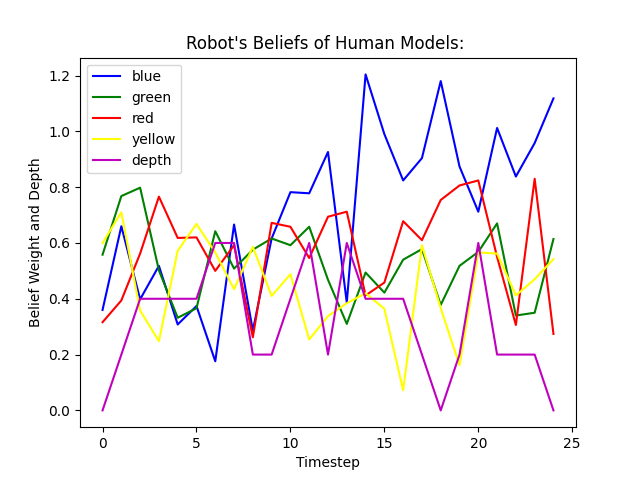 Robot's Beliefs of Human Models:
blue
green
red
yellow
depth
1.2
1.0
0.8
0.6
0.4
0.2
0.0
Belief Weight and Depth
0 5 10 15 20 25
Timestep